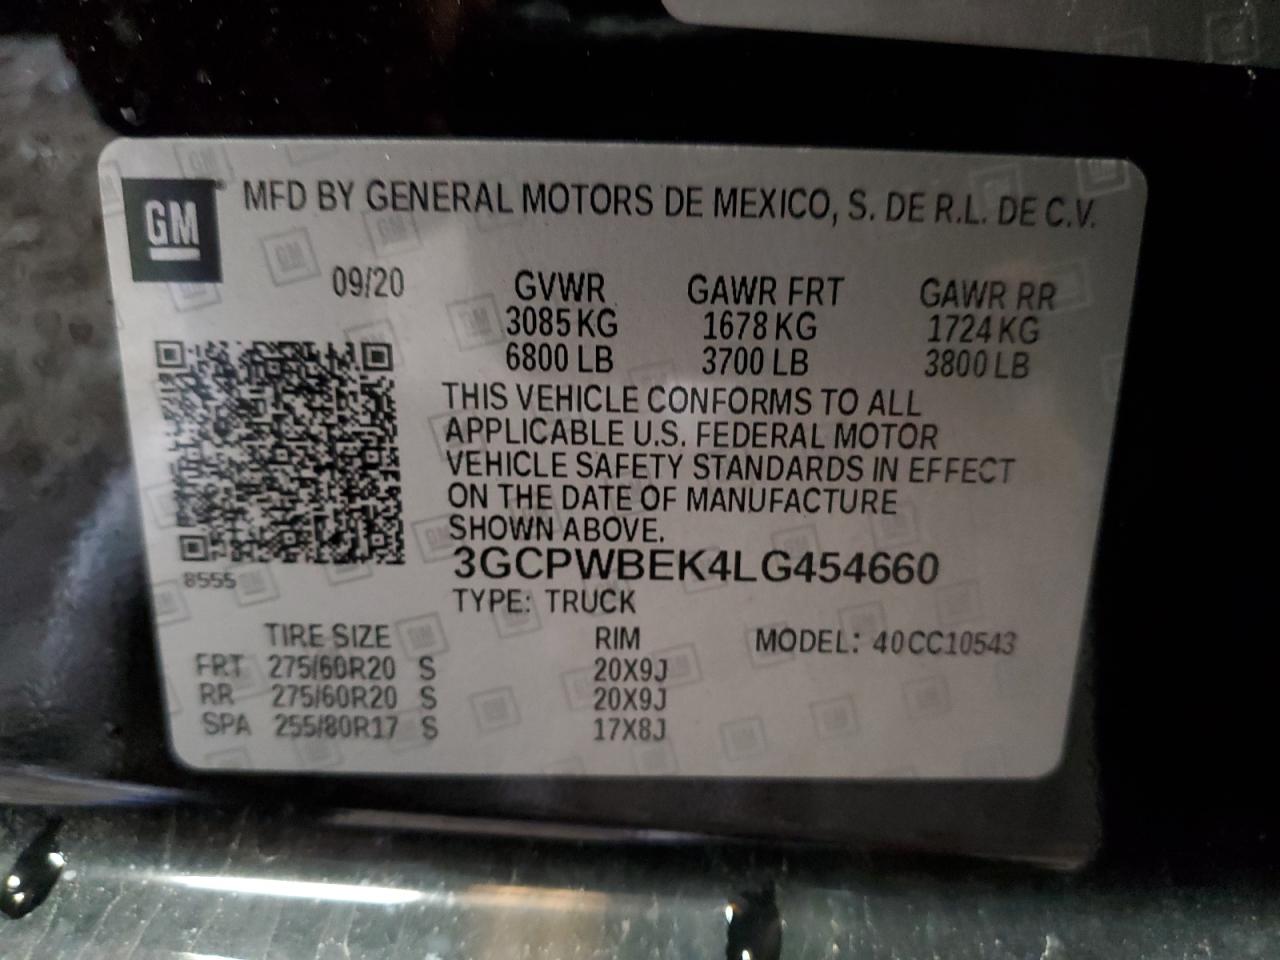 GM MFD BY GENERAL MOTORS DE MEXICO, S. DE R.L. DE C.V.
09/20 GVWR GAWR FRT GAWR RR
3085 KG 1678 KG 1724 KG
6800 LB 3700 LB 3800 LB
THIS VEHICLE CONFORMS TO ALL
APPLICABLE U.S. FEDERAL MOTOR
VEHICLE SAFETY STANDARDS IN EFFECT
ON THE DATE OF MANUFACTURE
SHOWN ABOVE.
3GCPWBEK4LG454660
8555
TYPE: TRUCK
TIRE SIZE RIM MODEL: 40CC10543
FRT 275/60R20 S 20X9J
RR 275/60R20 S 20X9J
SPA 255/80R17 S 17X8J